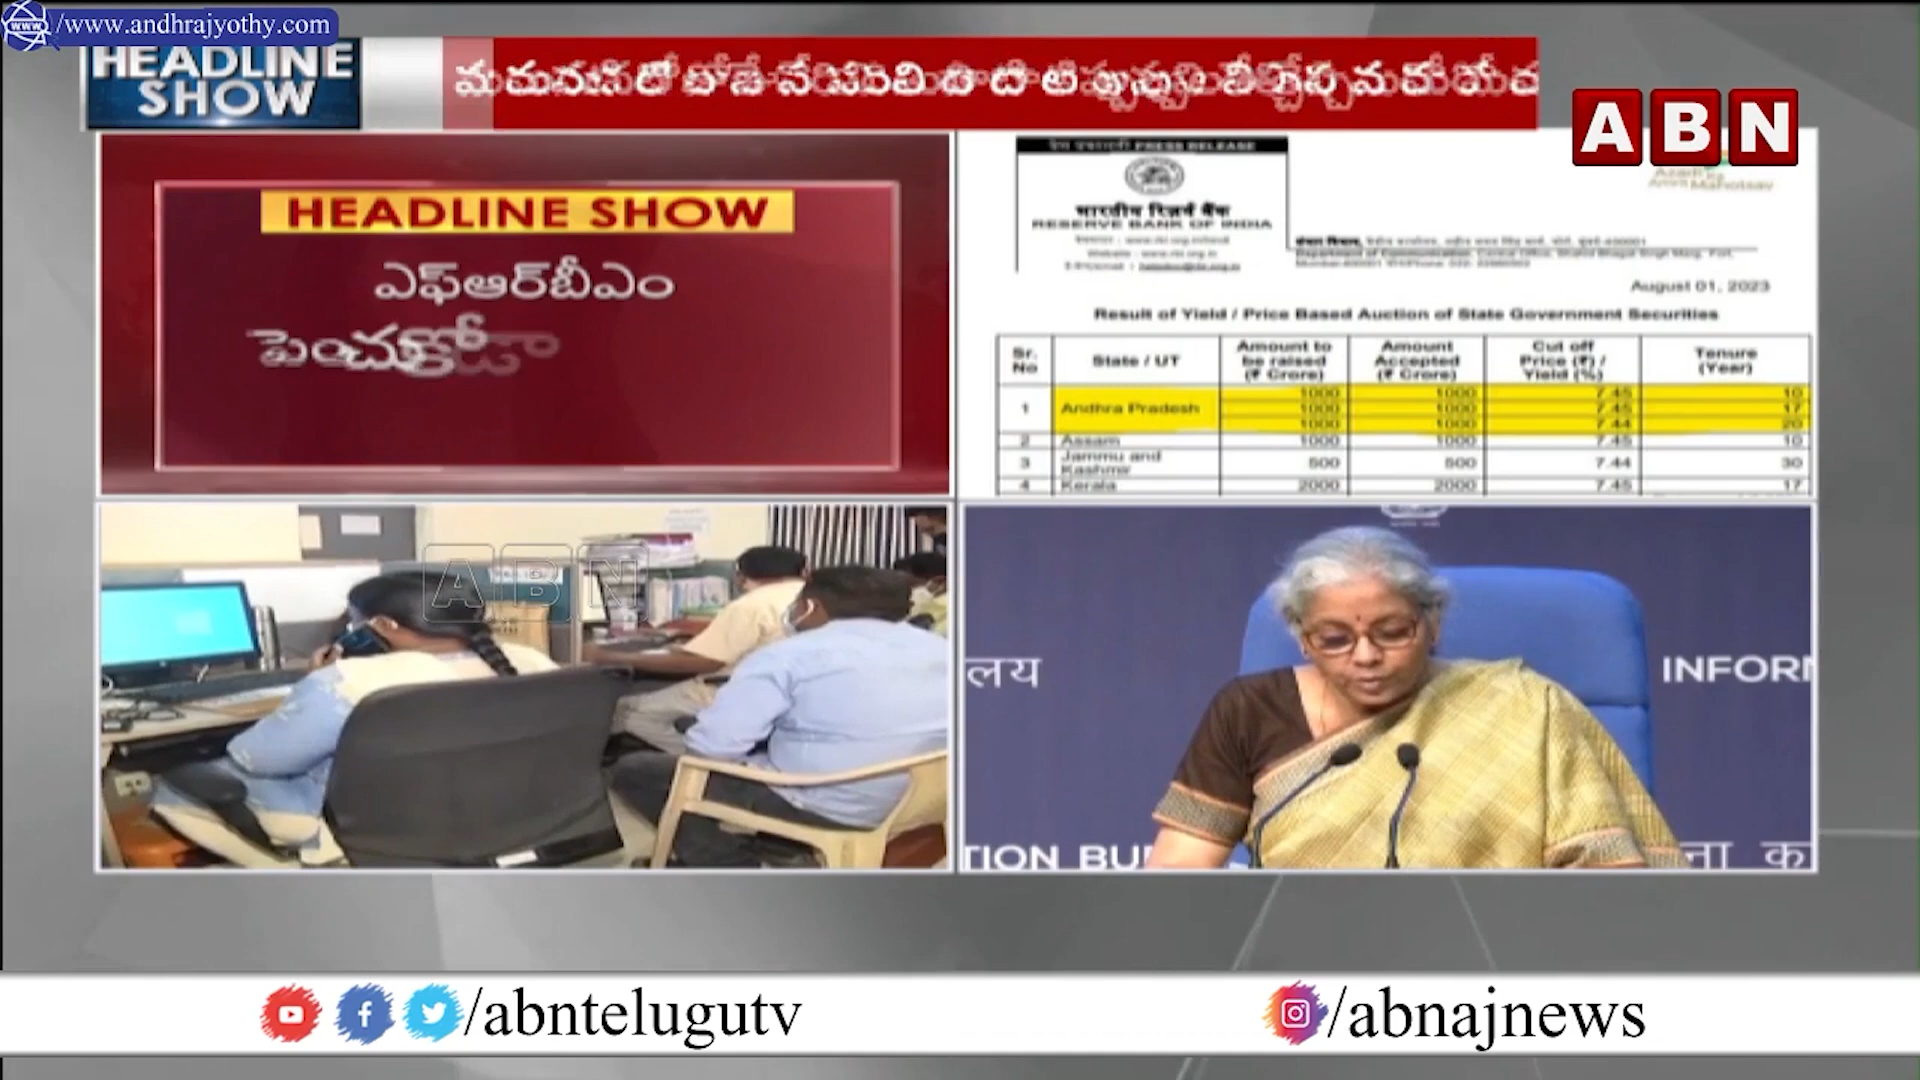 /www.andhrajyothy.com
HEADLINE SHOW
ABN
HEADLINE SHOW
ఎఫ్ఆర్‌బీఎం
PRESS RELEASE
भारतीय रिज़र्व बैंक
RESERVE BANK OF INDIA
August 01, 2023
Result of Yield / Price Based Auction of State Government Securities
Sr. No State / UT Amount to be raised (₹ Crore) Amount Accepted (₹ Crore) Cut off Price (₹) / Yield (%) Tenure (Year)
1 Andhra Pradesh 1000 1000 7.45 10
1000 1000 7.45 17
1000 1000 7.44 20
2 Assam 1000 1000 7.45 10
3 Jammu and Kashmir 500 500 7.44 30
4 Kerala 2000 2000 7.45 17
ABN
लय INFOR
TION BU ना क
/abntelugutv
/abnajnews